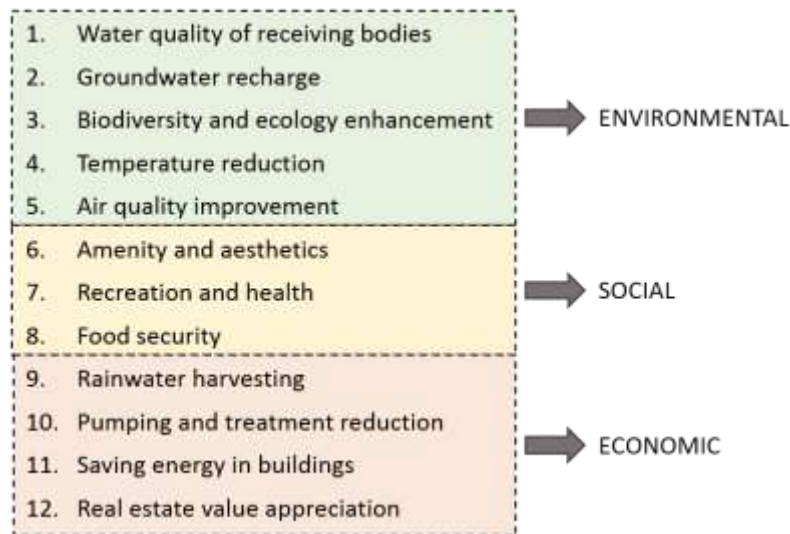 1. Water quality of receiving bodies
2. Groundwater recharge
3. Biodiversity and ecology enhancement
4. Temperature reduction
5. Air quality improvement
ENVIRONMENTAL
6. Amenity and aesthetics
7. Recreation and health
8. Food security
SOCIAL
9. Rainwater harvesting
10. Pumping and treatment reduction
11. Saving energy in buildings
12. Real estate value appreciation
ECONOMIC